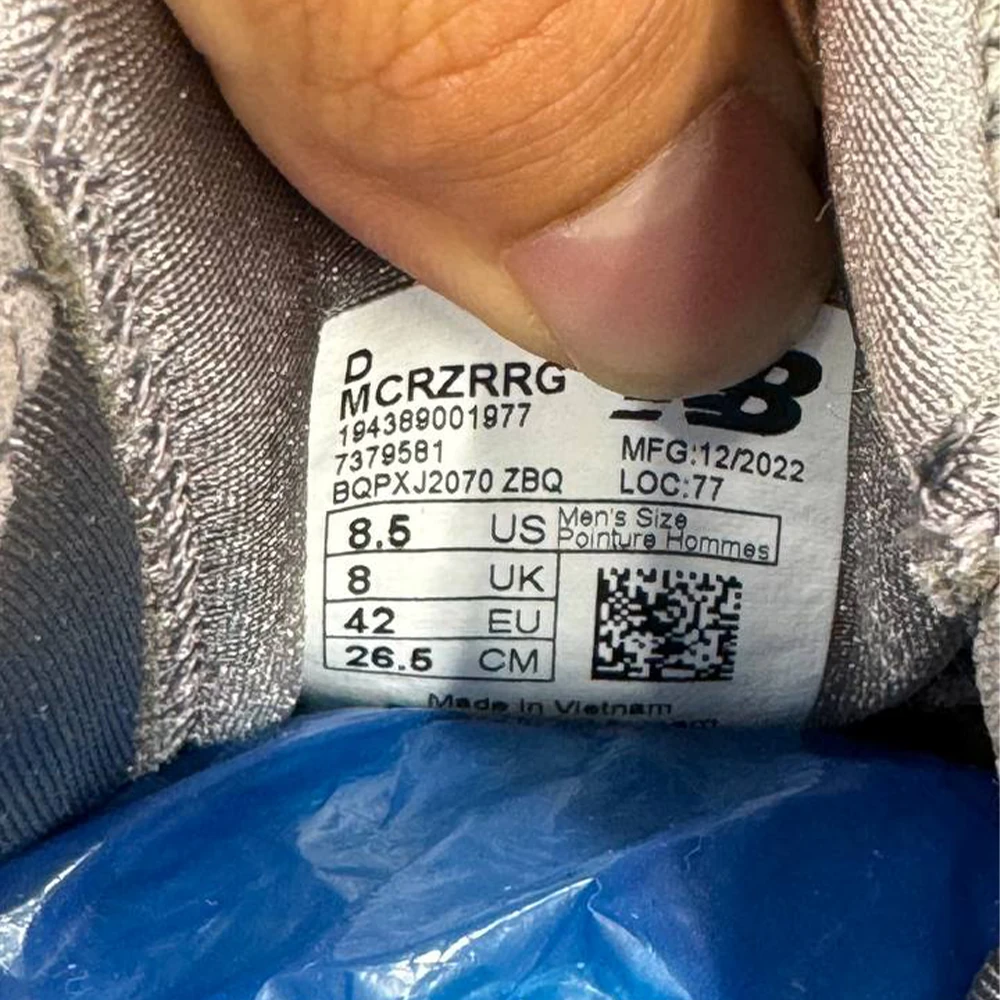 D
MCRZRRG
194389001977
7379581
BQPXJ2070 ZBQ
NB
MFG:12/2022
LOC:77
8.5 US
Men's Size
Pointure Hommes
8 UK
42 EU
26.5 CM
Made in Vietnam